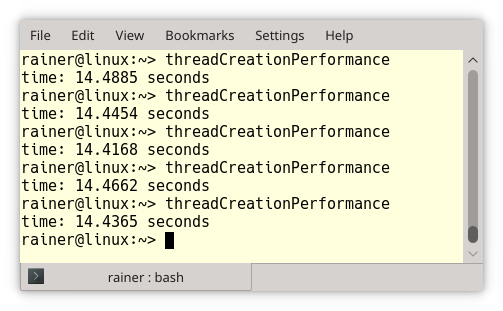 File Edit View Bookmarks Settings Help
rainer@linux:~> threadCreationPerformance
time: 14.4885 seconds
rainer@linux:~> threadCreationPerformance
time: 14.4454 seconds
rainer@linux:~> threadCreationPerformance
time: 14.4168 seconds
rainer@linux:~> threadCreationPerformance
time: 14.4662 seconds
rainer@linux:~> threadCreationPerformance
time: 14.4365 seconds
rainer@linux:~>
rainer : bash